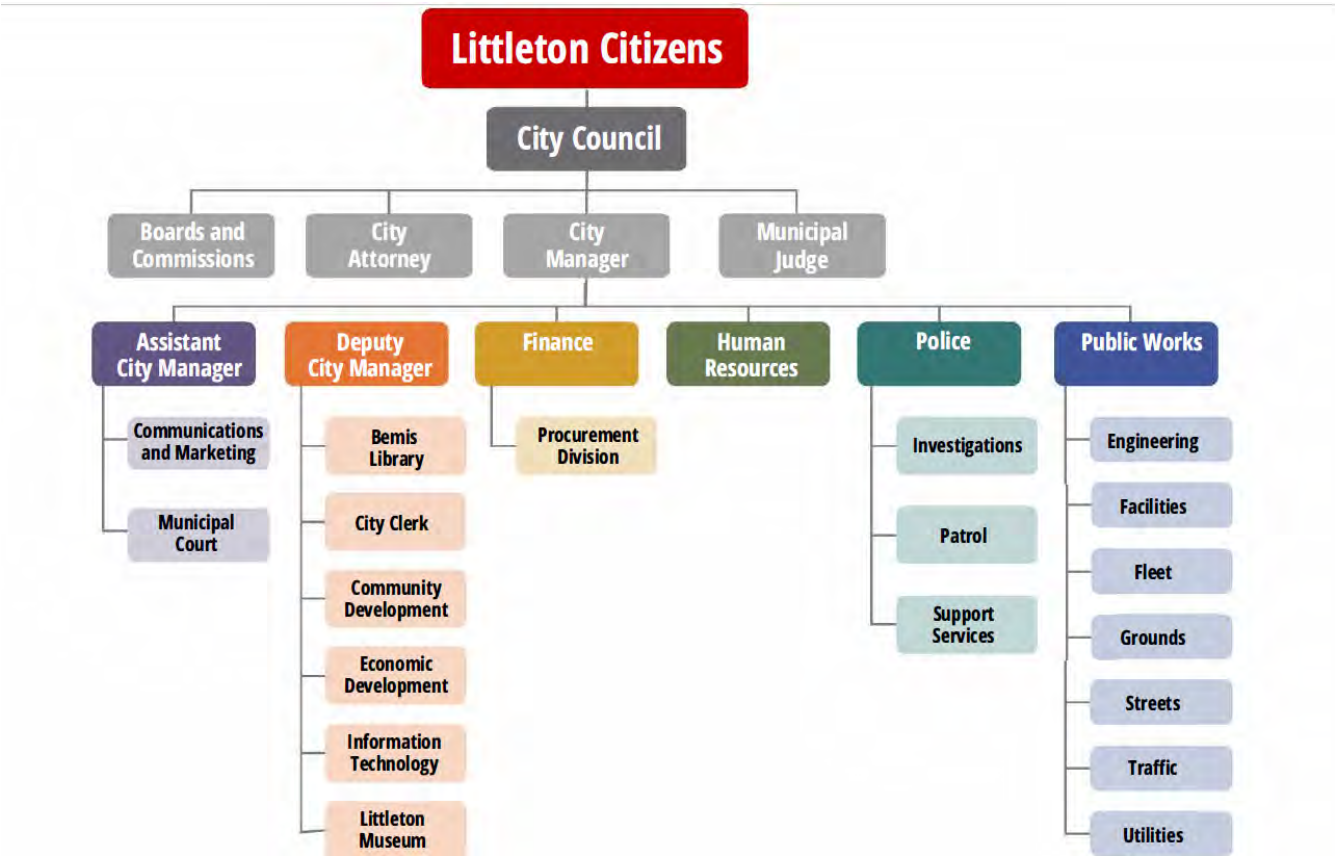 Littleton Citizens
City Council
Boards and
Commissions
City
Attorney
City
Manager
Municipal
Judge
Assistant
City Manager
Deputy
City Manager
Finance
Human
Resources
Police
Public Works
Communications
and Marketing
Municipal
Court
Bemis
Library
City Clerk
Community
Development
Economic
Development
Information
Technology
Littleton
Museum
Procurement
Division
Investigations
Patrol
Support
Services
Engineering
Facilities
Fleet
Grounds
Streets
Traffic
Utilities